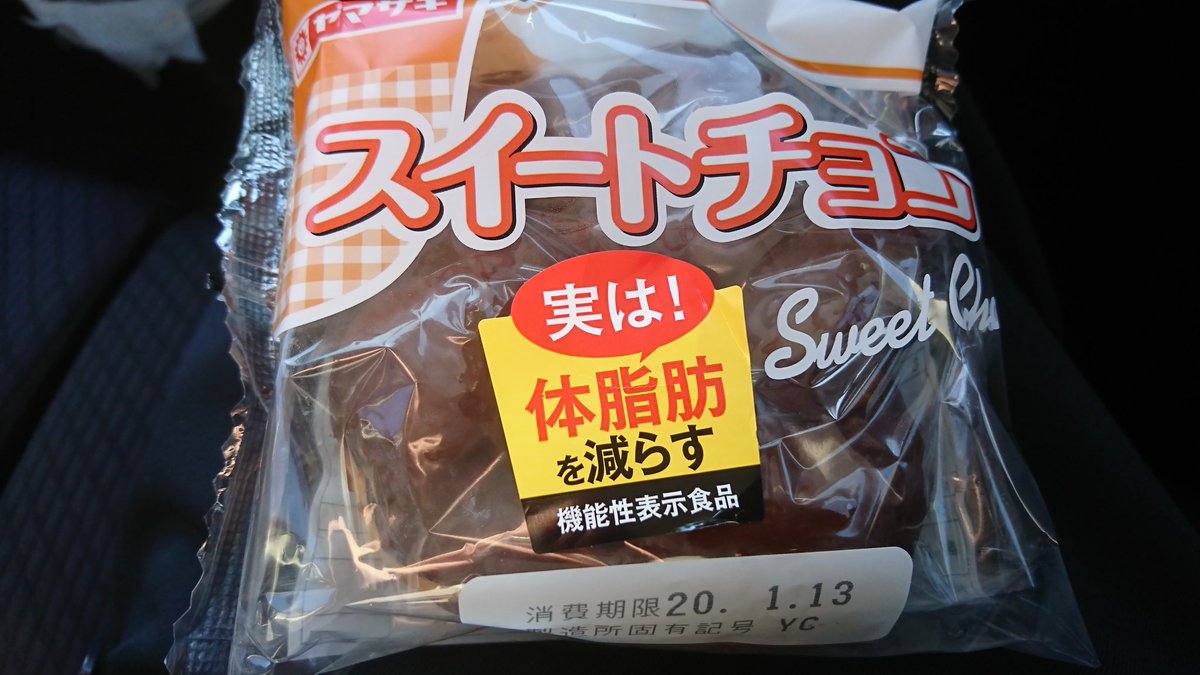 ヤマザキ
スイートチョコ
Sweet
実は!
体脂肪
を減らす
機能性表示食品
消費期限20. 1.13
製造所固有記号 YC